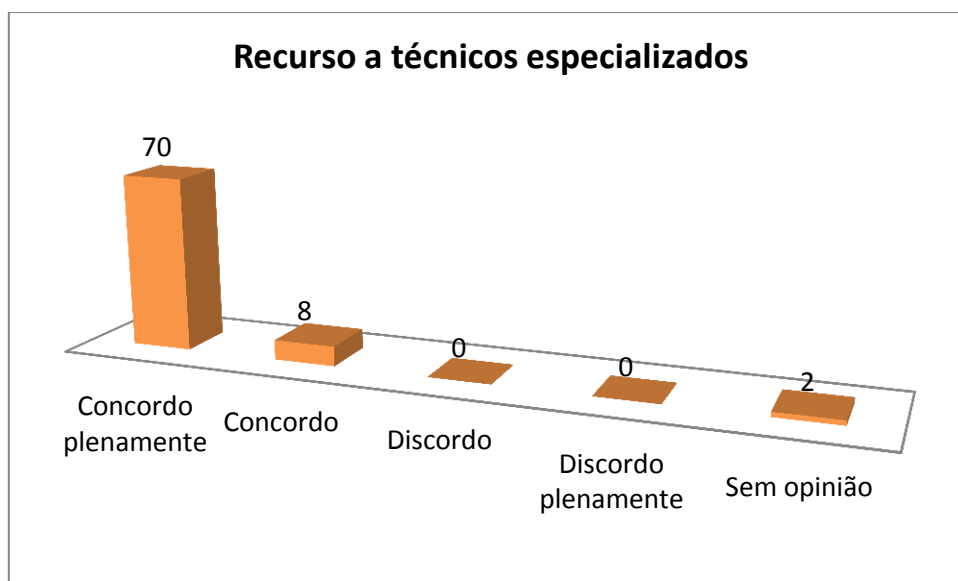 Recurso a técnicos especializados
70
8
0
0
2
Concordo
plenamente
Concordo
Discordo
Discordo
plenamente
Sem opinião